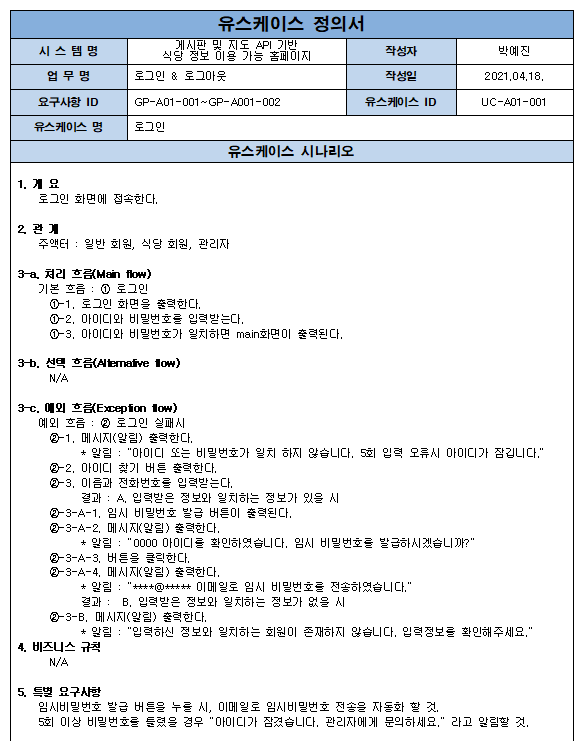 유스케이스 정의서
시 스 템 명
게시판 및 지도 API 기반
식당 정보 이용 가능 홈페이지
작성자
박예진
업 무 명
로그인 & 로그아웃
작성일
2021.04.18.
요구사항 ID
GP-A01-001~GP-A001-002
유스케이스 ID
UC-A01-001
유스케이스 명
로그인
유스케이스 시나리오
1. 개 요
로그인 화면에 접속한다.
2. 관 계
주액터 : 일반 회원, 식당 회원, 관리자
3-a. 처리 흐름(Main flow)
기본 흐름 : ① 로그인
①-1. 로그인 화면을 출력한다.
①-2. 아이디와 비밀번호를 입력받는다.
①-3. 아이디와 비밀번호가 일치하면 main화면이 출력된다.
3-b. 선택 흐름(Alternative flow)
N/A
3-c. 예외 흐름(Exception flow)
예외 흐름 : ② 로그인 실패시
②-1. 메시지(알림) 출력한다.
* 알림 : "아이디 또는 비밀번호가 일치 하지 않습니다. 5회 입력 오류시 아이디가 잠깁니다."
②-2. 아이디 찾기 버튼 출력한다.
②-3. 이름과 전화번호를 입력받는다.
결과 : A. 입력받은 정보와 일치하는 정보가 있을 시
②-3-A-1. 임시 비밀번호 발급 버튼이 출력된다.
②-3-A-2. 메시지(알림) 출력한다.
* 알림 : "0000 아이디를 확인하였습니다. 임시 비밀번호를 발급하시겠습니까?"
②-3-A-3. 버튼을 클릭한다.
②-3-A-4. 메시지(알림) 출력한다.
* 알림 : "****@***** 이메일로 임시 비밀번호를 전송하였습니다."
결과 : B. 입력받은 정보와 일치하는 정보가 없을 시
②-3-B. 메시지(알림) 출력한다.
* 알림 : "입력하신 정보와 일치하는 회원이 존재하지 않습니다. 입력정보를 확인해주세요."
4. 비즈니스 규칙
N/A
5. 특별 요구사항
임시비밀번호 발급 버튼을 누를 시, 이메일로 임시비밀번호 전송을 자동화 할 것.
5회 이상 비밀번호를 틀렸을 경우 "아이디가 잠겼습니다. 관리자에게 문의하세요." 라고 알림할 것.